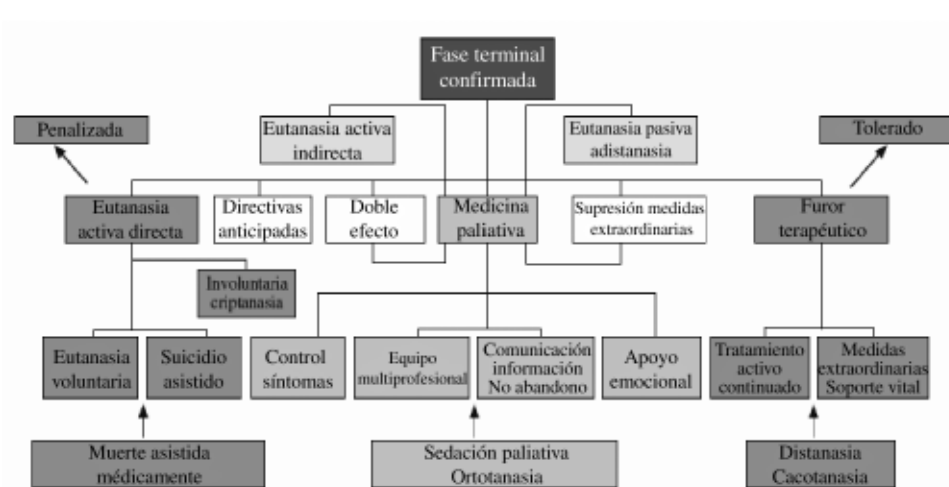 Fase terminal
confirmada
Penalizada
Eutanasia activa
indirecta
Eutanasia pasiva
adistanasia
Tolerado
Eutanasia
activa directa
Directivas
anticipadas
Doble
efecto
Medicina
paliativa
Supresión medidas
extraordinarias
Furor
terapéutico
Involuntaria
criptanasia
Eutanasia
voluntaria
Suicidio
asistido
Control
síntomas
Equipo
multiprofesional
Comunicación
información
No abandono
Apoyo
emocional
Tratamiento
activo
continuado
Medidas
extraordinarias
Soporte vital
Muerte asistida
médicamente
Sedación paliativa
Ortotanasia
Distanasia
Cacotanasia